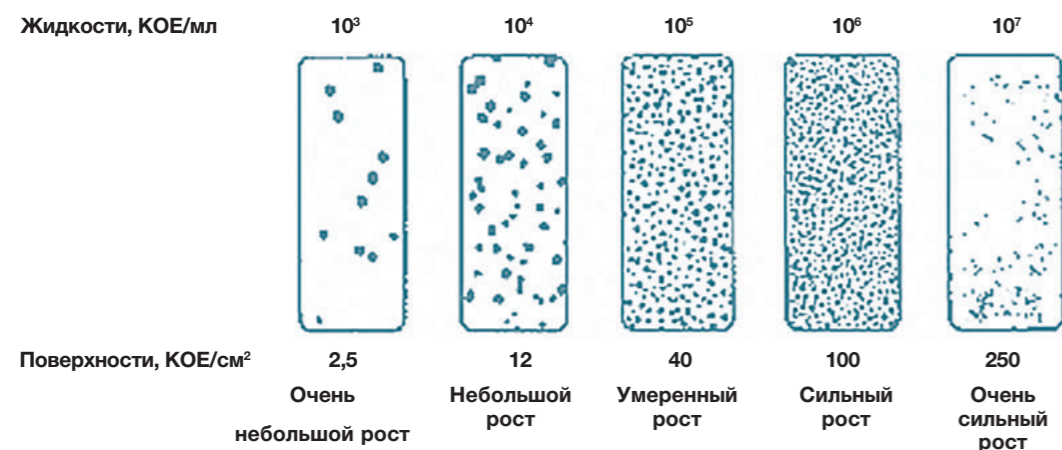 Жидкости, КОЕ/мл 10³ 10⁴ 10⁵ 10⁶ 10⁷
Поверхности, КОЕ/см² 2,5 12 40 100 250
Очень Небольшой Умеренный Сильный Очень
небольшой рост рост рост рост сильный
рост